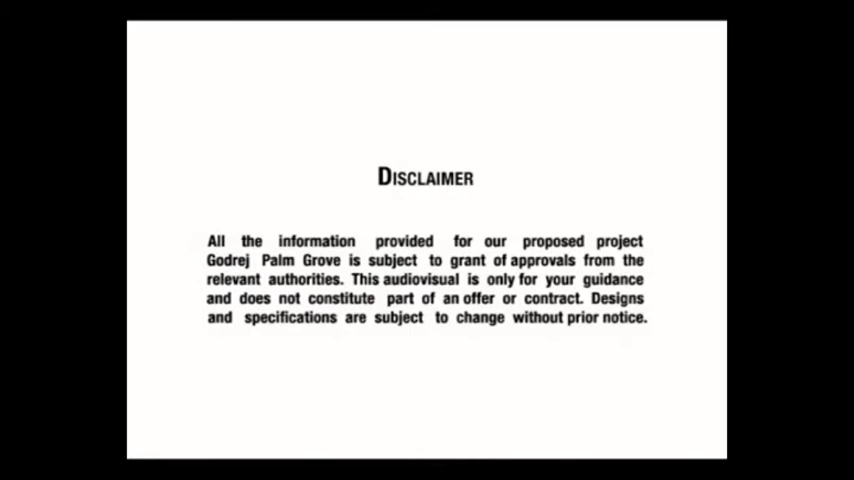 DISCLAIMER
All the information provided for our proposed project
Godrej Palm Grove is subject to grant of approvals from the
relevant authorities. This audiovisual is only for your guidance
and does not constitute part of an offer or contract. Designs
and specifications are subject to change without prior notice.